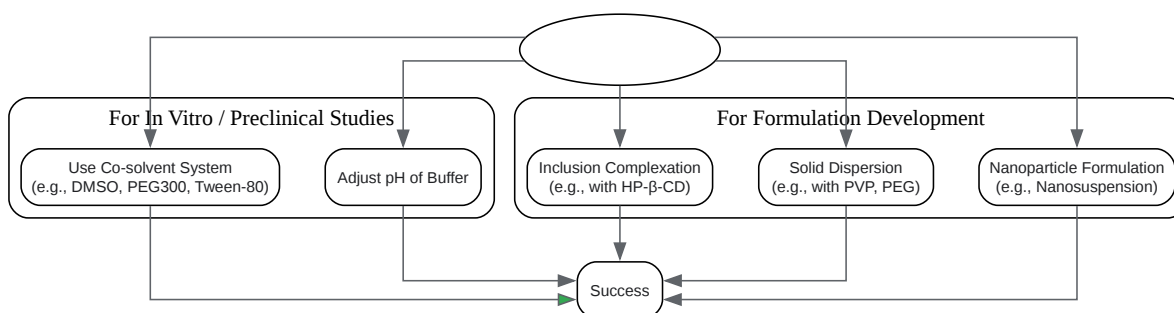 For In Vitro / Preclinical Studies
For Formulation Development
Use Co-solvent System
(e.g., DMSO, PEG300, Tween-80)
Adjust pH of Buffer
Inclusion Complexation
(e.g., with HP-β-CD)
Solid Dispersion
(e.g., with PVP, PEG)
Nanoparticle Formulation
(e.g., Nanosuspension)
Success